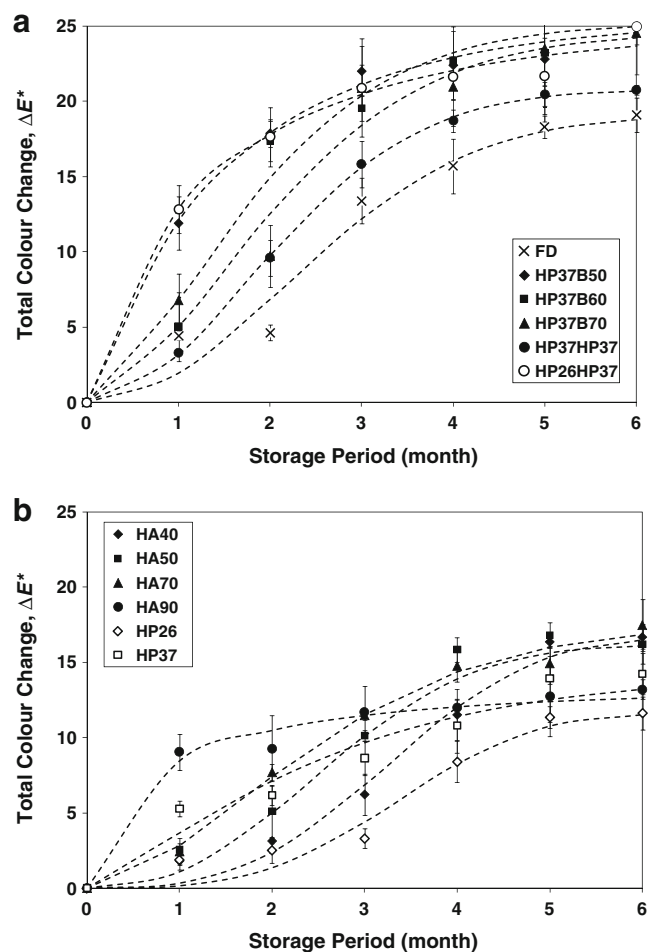 a
25
20
15
10
5
0
Total Colour Change, ΔE*
FD
HP37B50
HP37B60
HP37B70
HP37HP37
HP26HP37
0 1 2 3 4 5 6
Storage Period (month)
b
25
20
15
10
5
0
Total Colour Change, ΔE*
HA40
HA50
HA70
HA90
HP26
HP37
0 1 2 3 4 5 6
Storage Period (month)